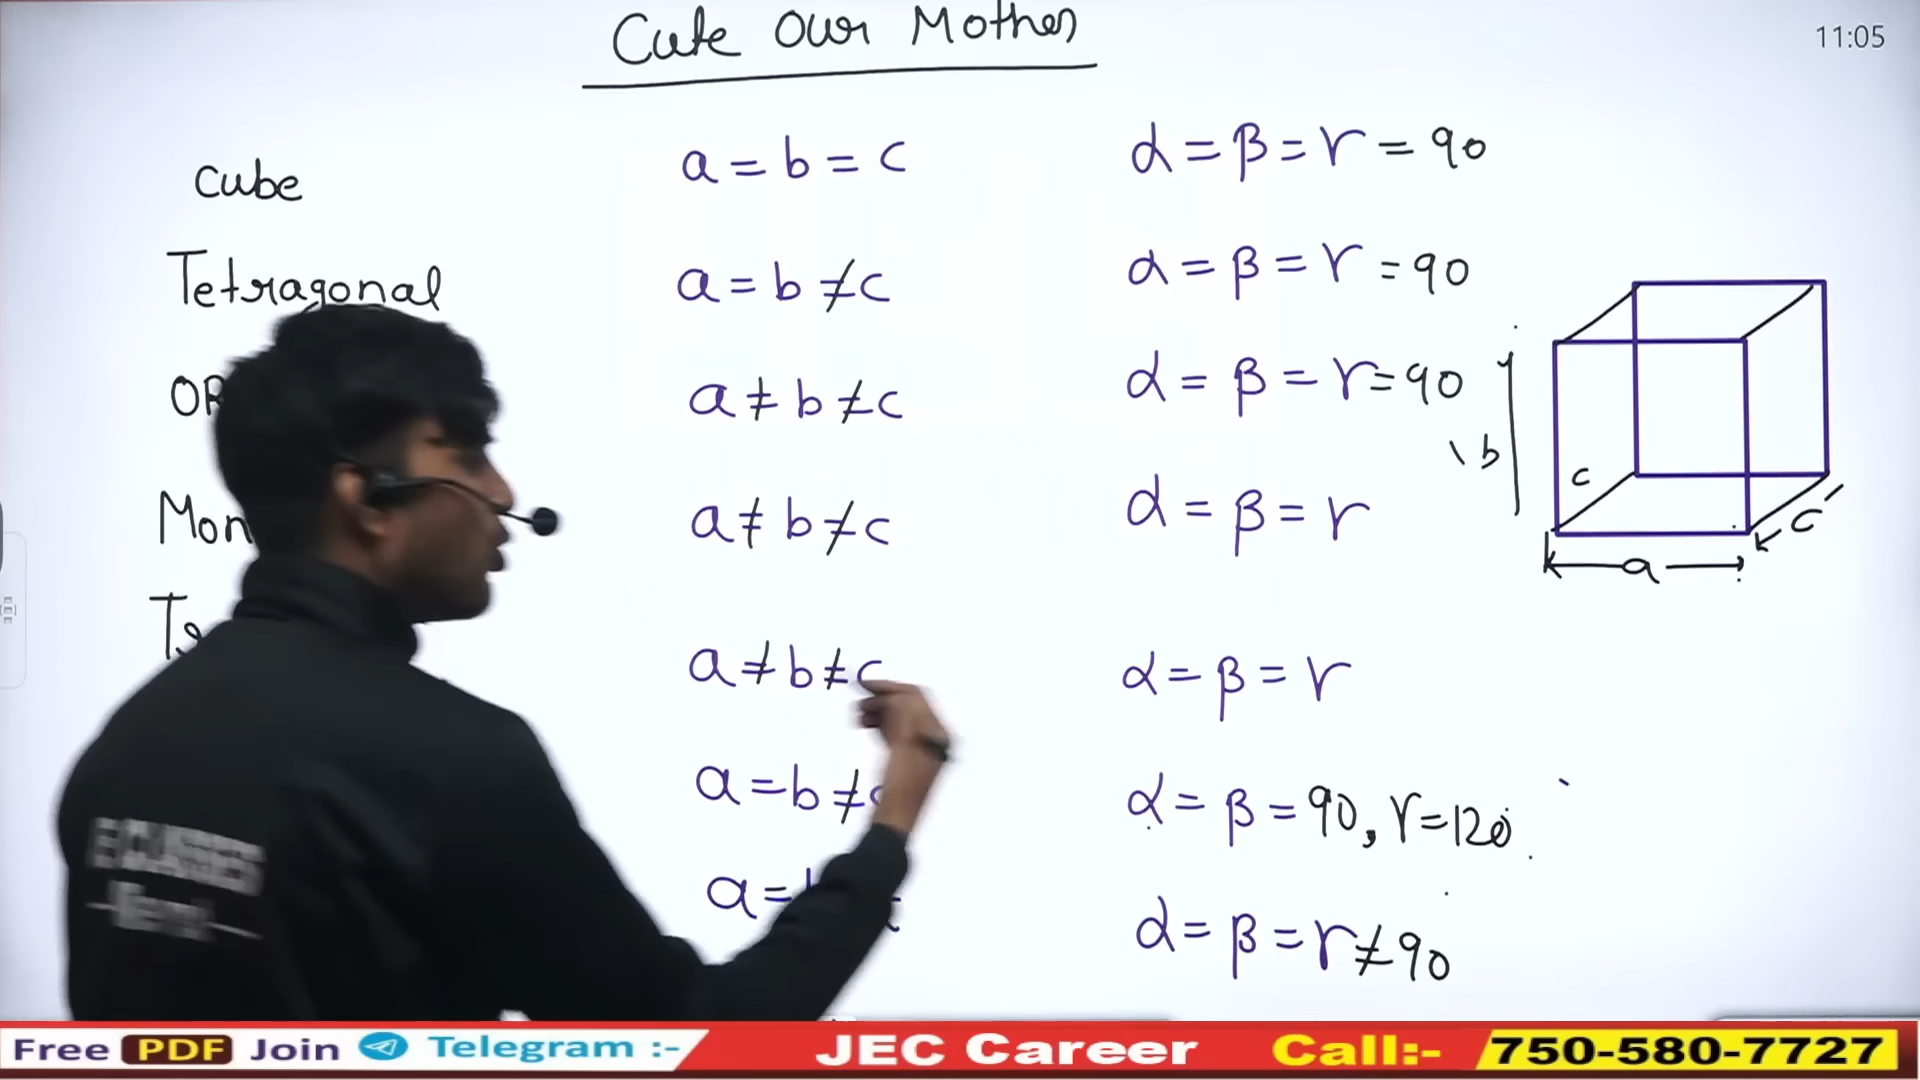 Cute Our Mother
11:05
cube a = b = c α = β = r = 90
Tetragonal a = b ≠ c α = β = r = 90
OR a ≠ b ≠ c α = β = r = 90
Mon a ≠ b ≠ c α = β = r
a ≠ b ≠ c α = β = r
a = b ≠ α = β = 90, r = 120
a = α = β = r ≠ 90
b
c
c
a
Free PDF Join Telegram :- JEC Career Call:- 750-580-7727